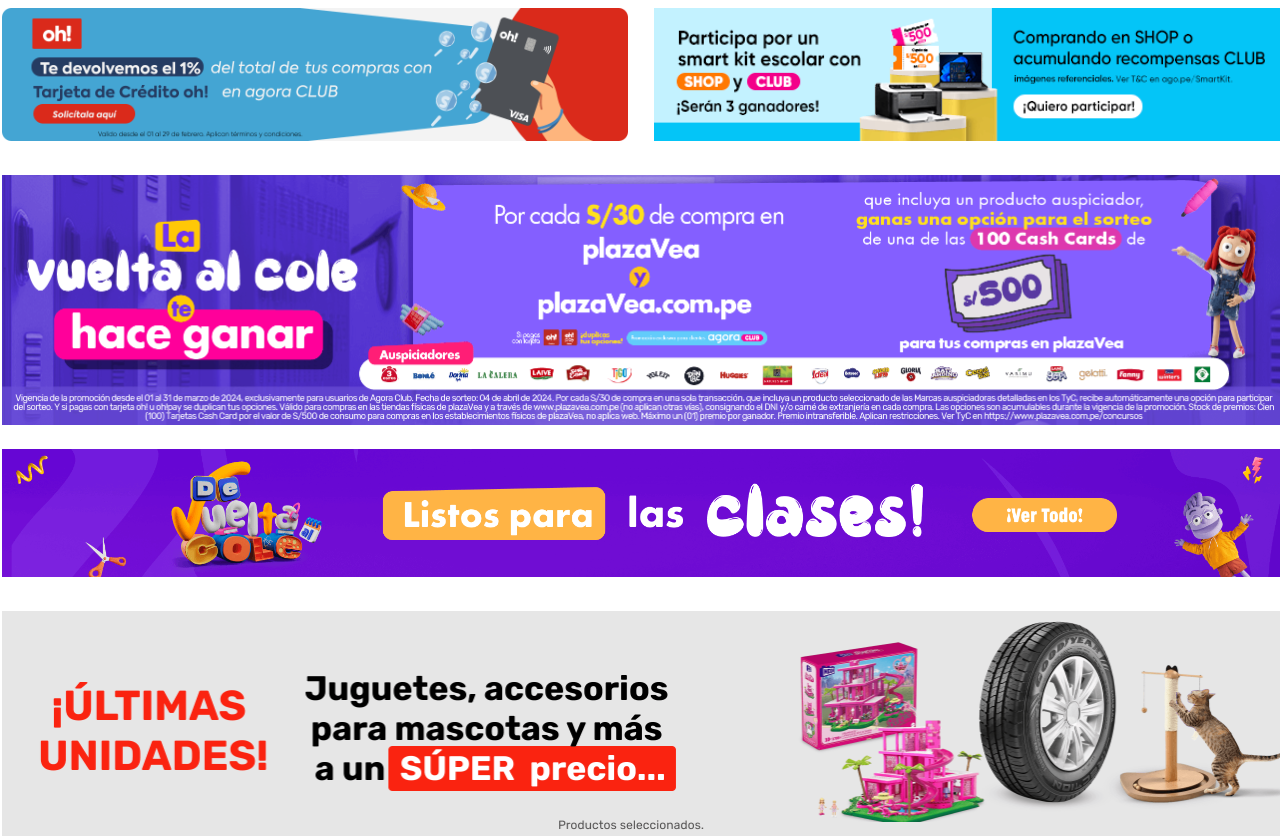 oh!
Te devolvemos el 1% del total de tus compras con
Tarjeta de Crédito oh! en agora CLUB
Solicítala aquí
Valido desde el 01 al 29 de febrero. Aplican términos y condiciones.
oh!
VISA
Participa por un
smart kit escolar con
SHOP y CLUB
¡Serán 3 ganadores!
S/500
S/500
Comprando en SHOP o
acumulando recompensas CLUB
imágenes referenciales. Ver T&C en ago.pe/SmartKit.
¡Quiero participar!
La
vuelta al cole
te
hace ganar
Por cada S/30 de compra en
plazaVea
y
plazaVea.com.pe
Si pagas
con tarjeta
oh!
¡duplicas
tus opciones!
agora CLUB
que incluya un producto auspiciador,
ganas una opción para el sorteo
de una de las 100 Cash Cards de
s/500
para tus compras en plazaVea
Auspiciadores
BONLÉ
LA CALERA
LAIVE
HUGGIES
GLORIA
gelatti
Fanny
winters
Vigencia de la promoción desde el 01 al 31 de marzo de 2024, exclusivamente para usuarios de Agora Club. Fecha de sorteo: 04 de abril de 2024. Por cada S/30 de compra en una sola transacción, que incluya un producto seleccionado de las Marcas auspiciadoras detalladas en los TyC, recibe automáticamente una opción para participar
del sorteo. Y si pagas con tarjeta oh! u oh!pay se duplican tus opciones. Válido para compras en las tiendas físicas de plazaVea y a través de www.plazavea.com.pe (no aplican otras vías), consignando el DNI y/o carné de extranjería en cada compra. Las opciones son acumulables durante la vigencia de la promoción. Stock de premios: Cien
(100) Tarjetas Cash Card por el valor de S/500 de consumo para compras en los establecimientos físicos de plazaVea, no aplica web. Máximo un (01) premio por ganador. Premio intransferible. Aplican restricciones. Ver TyC en https://www.plazavea.com.pe/concursos
De
Vuelta
al COLE
Listos para las clases!
¡Ver Todo!
¡ÚLTIMAS
UNIDADES!
Juguetes, accesorios
para mascotas y más
a un SÚPER precio...
GOODYEAR
Productos seleccionados.